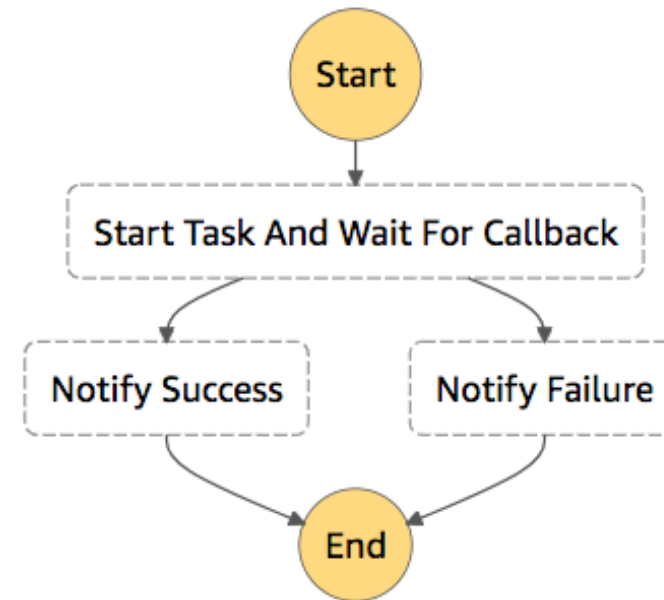 Start
Start Task And Wait For Callback
Notify Success
Notify Failure
End